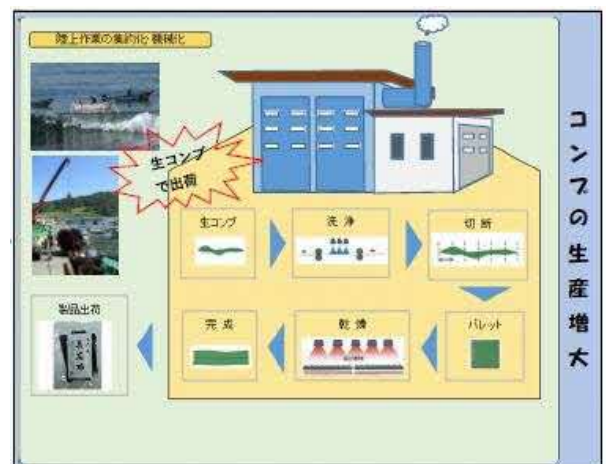 陸上作業の集約化・機械化
生コンブ
で出荷
生コンブ
洗浄
切断
製品出荷
完成
乾燥
パレット
コンブの生産増大